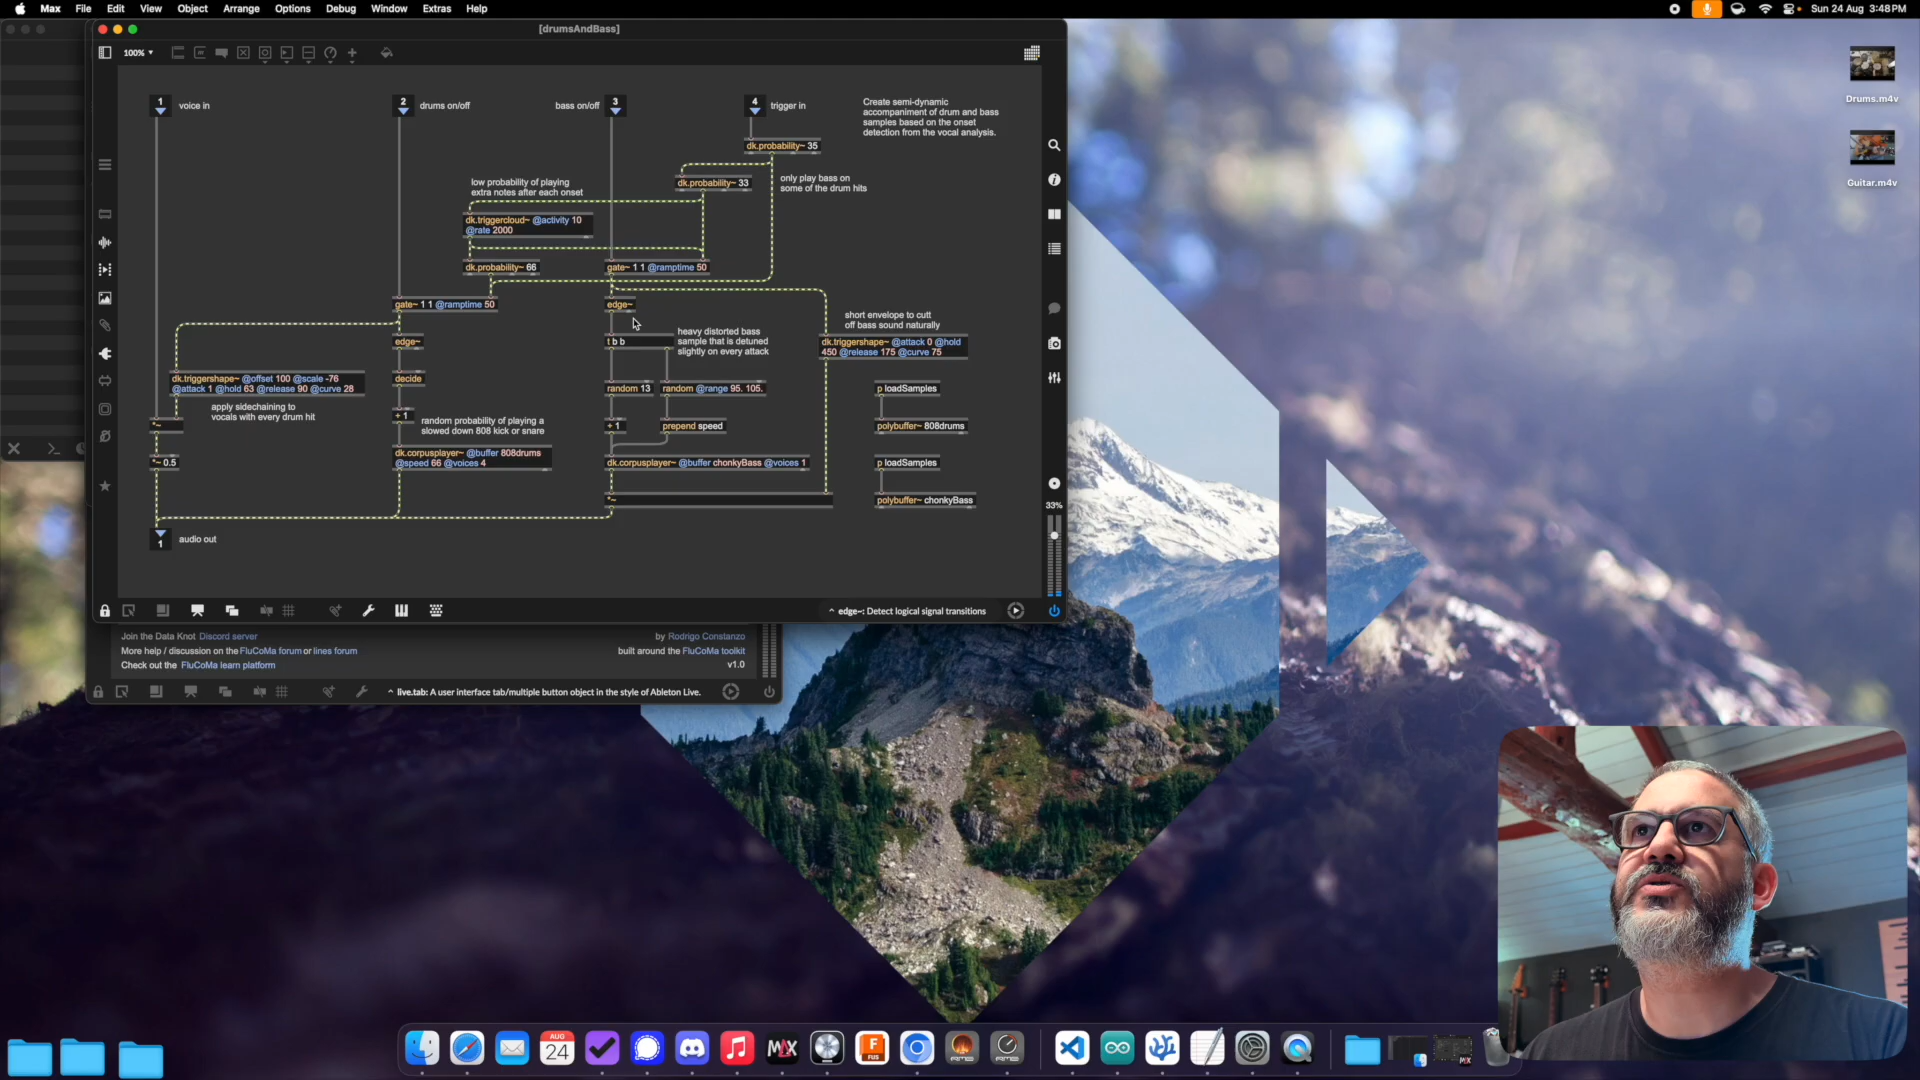 Max File Edit View Object Arrange Options Debug Window Extras Help
Sun 24 Aug 3:48 PM
[drumsAndBass]
100%
1 voice in
2 drums on/off
bass on/off 3
4 trigger in
Create semi-dynamic
accompaniment of drum and bass
samples based on the onset
detection from the vocal analysis.
dk.probability~ 35
dk.probability~ 33
only play bass on
some of the drum hits
low probability of playing
extra notes after each onset
dk.triggercloud~ @activity 10
@rate 2000
dk.probability~ 66
gate~ 1 1 @ramptime 50
gate~ 1 1 @ramptime 50
edge~
short envelope to cutt
off bass sound naturally
edge~
t b b
heavy distorted bass
sample that is detuned
slightly on every attack
dk.triggershape~ @attack 0 @hold
450 @release 175 @curve 75
dk.triggershape~ @offset 100 @scale -76
@attack 1 @hold 63 @release 90 @curve 28
decide
random 13
random @range 95. 105.
p loadSamples
apply sidechaining to
vocals with every drum hit
+ 1
random probability of playing a
slowed down 808 kick or snare
*~
+ 1
prepend speed
polybuffer~ 808drums
*~ 0.5
dk.corpusplayer~ @buffer 808drums
@speed 66 @voices 4
dk.corpusplayer~ @buffer chonkyBass @voices 1
p loadSamples
*~
polybuffer~ chonkyBass
33%
1 audio out
^ edge~: Detect logical signal transitions
Join the Data Knot Discord server
by Rodrigo Constanzo
More help / discussion on the FluCoMa forum or lines forum
built around the FluCoMa toolkit
Check out the FluCoMa learn platform
v1.0
^ live.tab: A user interface tab/multiple button object in the style of Ableton Live.
Drums.m4v
Guitar.m4v
AUG
24
MAX
F
FUS